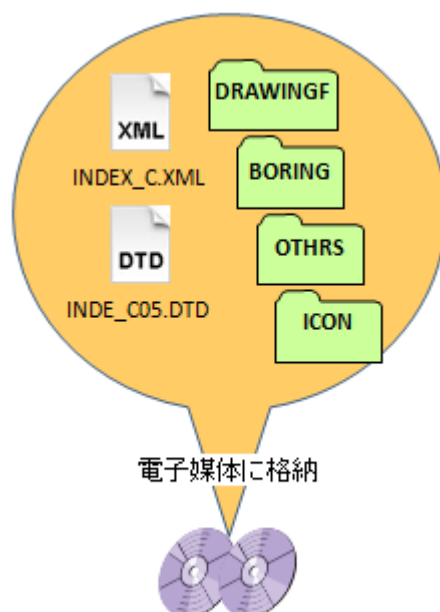 XML
INDEX_C.XML
DTD
INDE_C05.DTD
DRAWINGF
BORING
OTHRS
ICON
電子媒体に格納